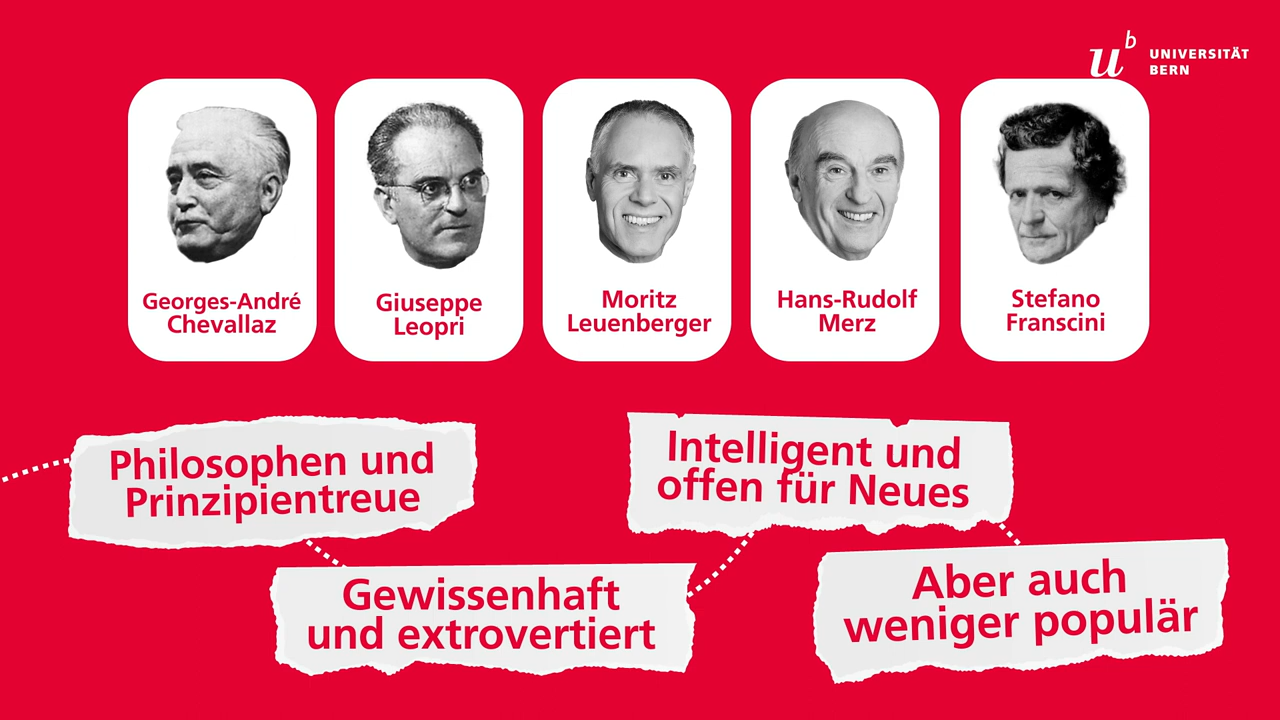 u^b
UNIVERSITÄT
BERN
Georges-André
Chevallaz
Giuseppe
Leopri
Moritz
Leuenberger
Hans-Rudolf
Merz
Stefano
Franscini
Philosophen und
Prinzipientreue
Gewissenhaft
und extrovertiert
Intelligent und
offen für Neues
Aber auch
weniger populär